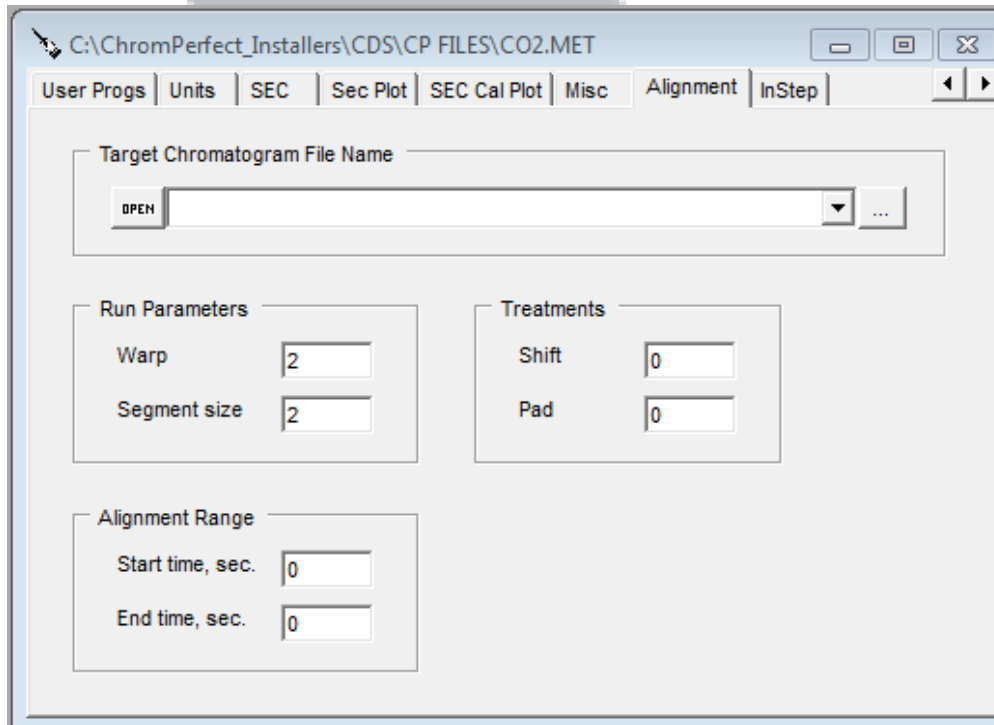 C:\ChromPerfect_Installers\CDS\CP FILES\CO2.MET
User Progs Units SEC Sec Plot SEC Cal Plot Misc Alignment InStep
Target Chromatogram File Name
OPEN ...
Run Parameters Treatments
Warp 2 Shift 0
Segment size 2 Pad 0
Alignment Range
Start time, sec. 0
End time, sec. 0